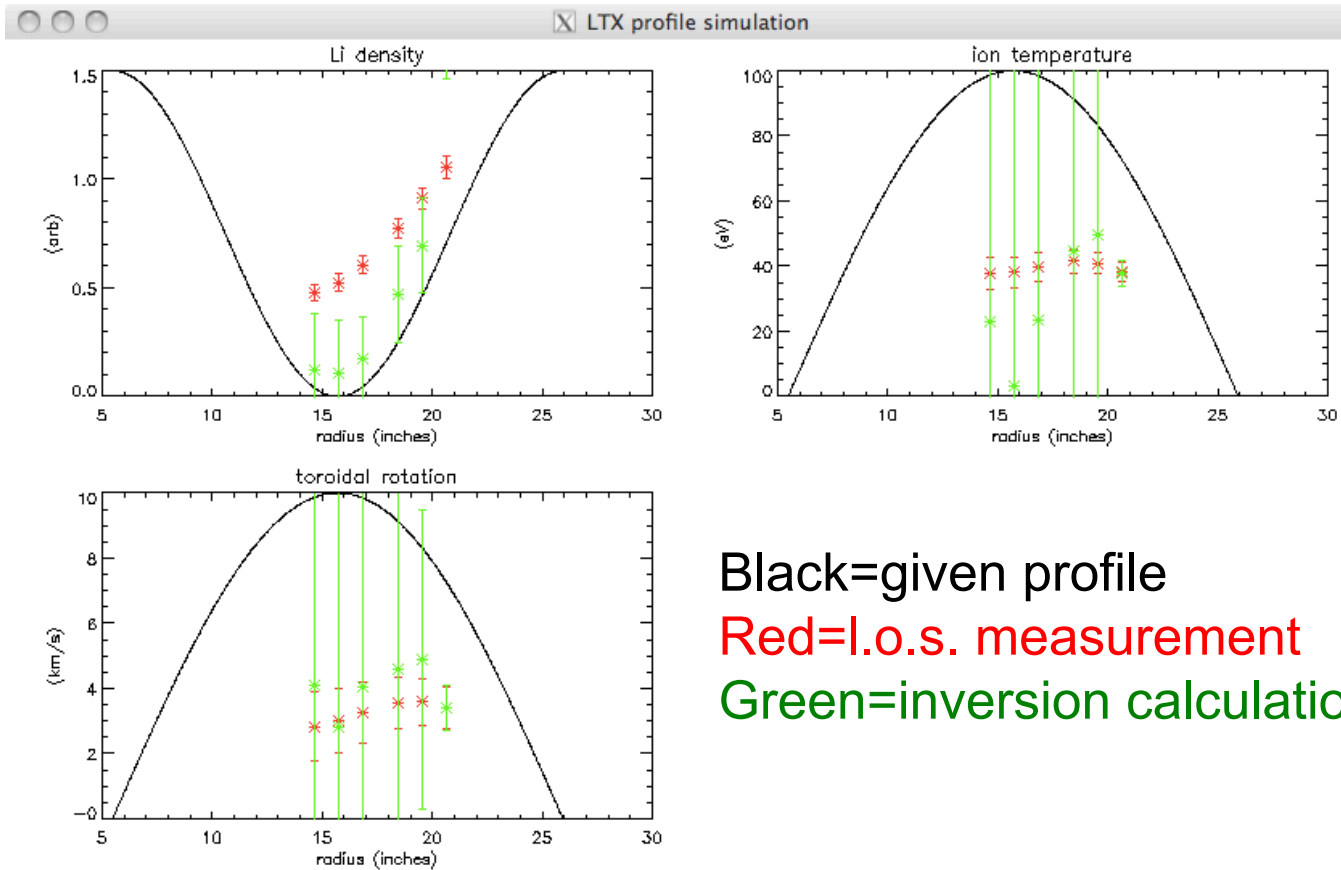 X LTX profile simulation
Li density
1.5
1.0
0.5
0.0
(arb)
5 10 15 20 25 30
radius (inches)
ion temperature
100
80
60
40
20
0
(eV)
5 10 15 20 25 30
radius (inches)
toroidal rotation
10
8
6
4
2
-0
(km/s)
5 10 15 20 25 30
radius (inches)
Black=given profile
Red=l.o.s. measurement
Green=inversion calculatio